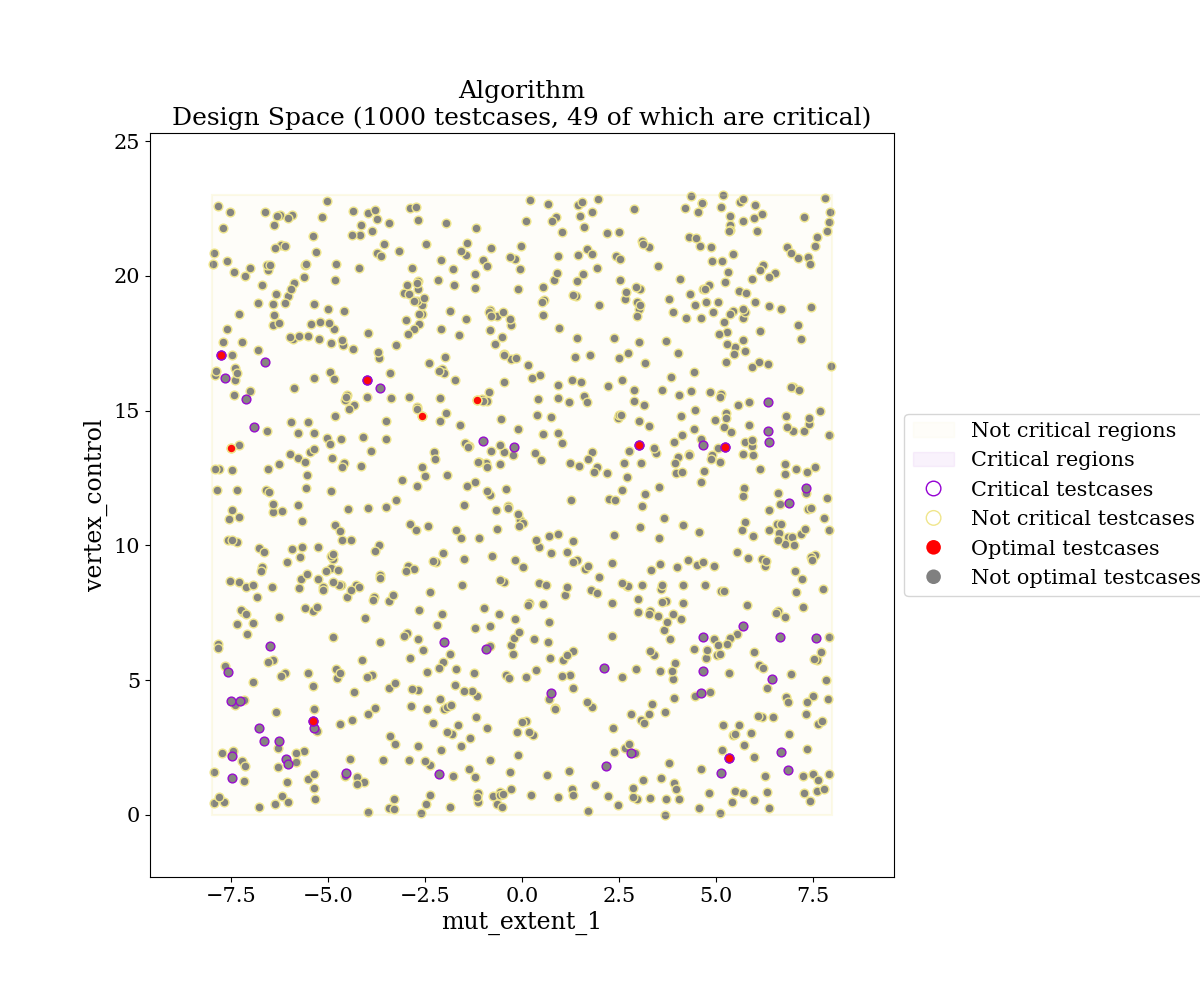 Algorithm
Design Space (1000 testcases, 49 of which are critical)
25
20
15
10
5
0
vertex_control
−7.5
−5.0
−2.5
0.0
2.5
5.0
7.5
mut_extent_1
Not critical regions
Critical regions
Critical testcases
Not critical testcases
Optimal testcases
Not optimal testcases